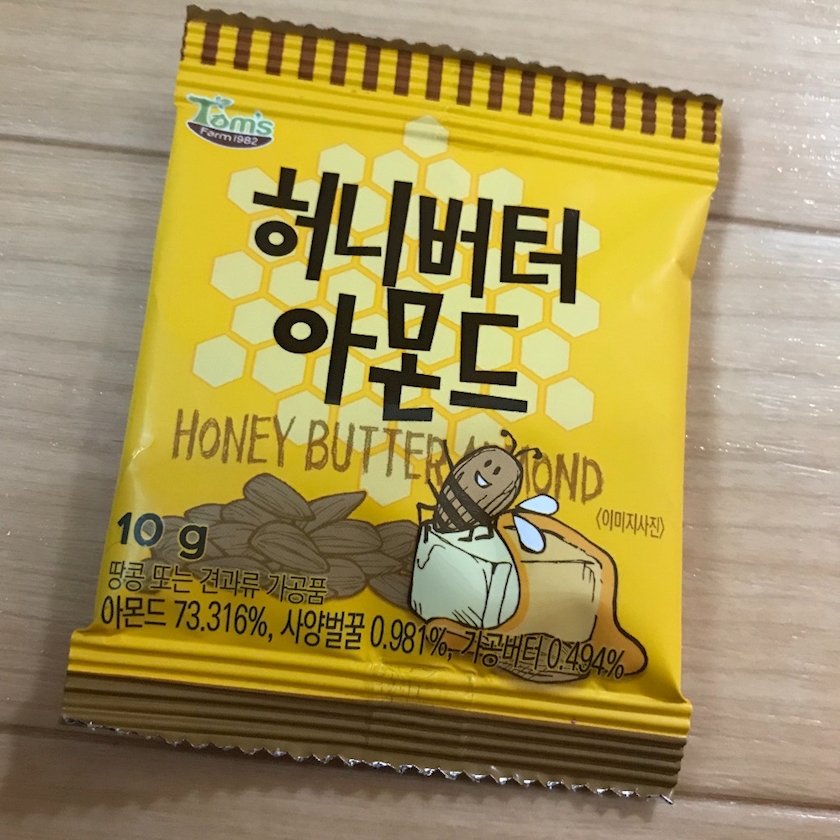 Tom's
Farm 1982
허니버터
아몬드
HONEY BUTTER ALMOND
<이미지사진>
10 g
땅콩 또는 견과류 가공품
아몬드 73.316%, 사양벌꿀 0.981%, 가공버터 0.494%